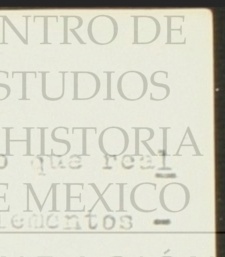 NTRO DE
STUDIOS
HISTORIA
o que real
E MEXICO
lementos -